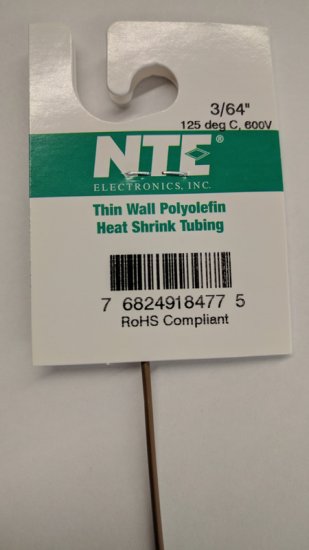 3/64"
125 deg C, 600V
NTE®
ELECTRONICS, INC.
Thin Wall Polyolefin
Heat Shrink Tubing
7 6824918477 5
RoHS Compliant